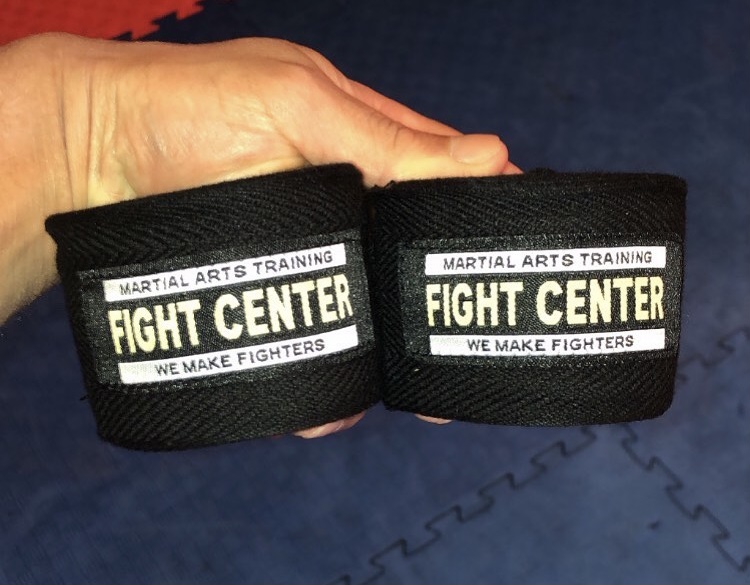 MARTIAL ARTS TRAINING
FIGHT CENTER
WE MAKE FIGHTERS
MARTIAL ARTS TRAINING
FIGHT CENTER
WE MAKE FIGHTERS